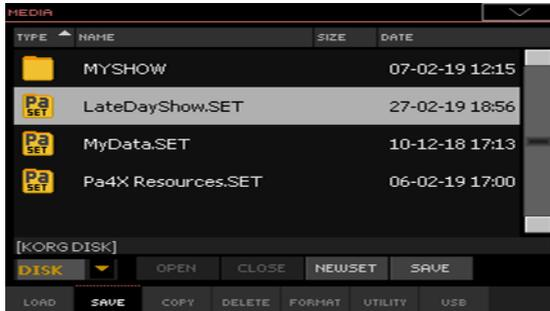 MEDIA
TYPE NAME SIZE DATE
MYSHOW 07-02-19 12:15
Pa SET LateDayShow.SET 27-02-19 18:56
Pa SET MyData.SET 10-12-18 17:13
Pa SET Pa4X Resources.SET 06-02-19 17:00
[KORG DISK]
DISK OPEN CLOSE NEWSET SAVE
LOAD SAVE COPY DELETE FORMAT UTILITY USB